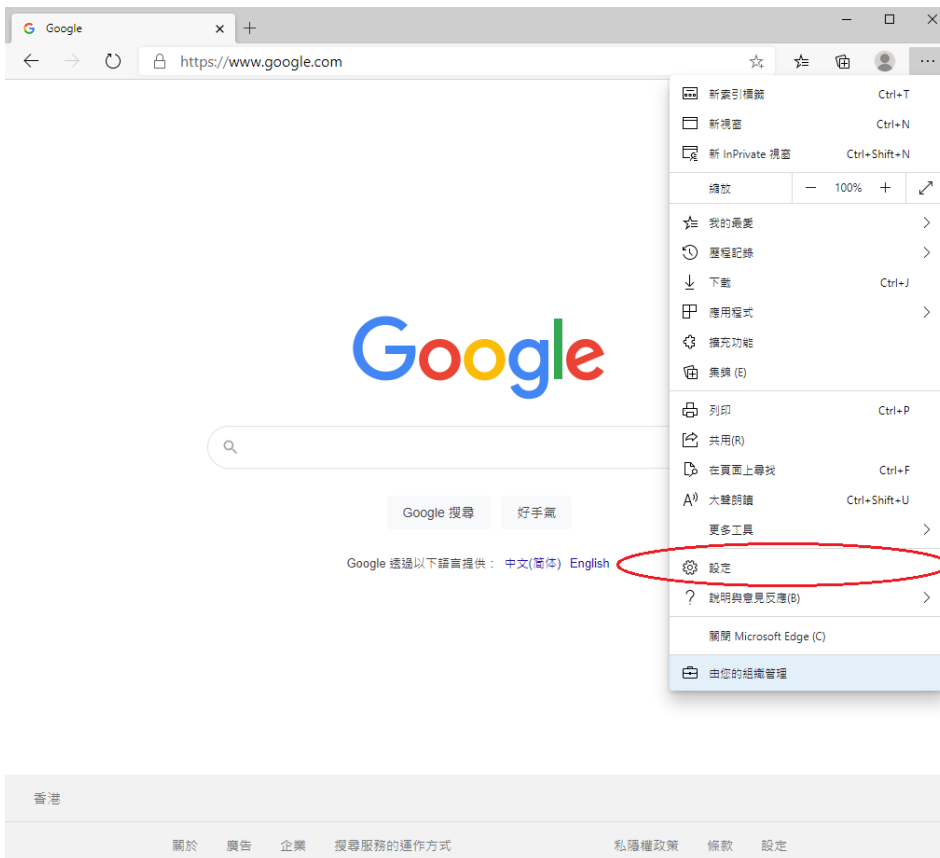 Google
https://www.google.com
新索引標籤 Ctrl+T
新視窗 Ctrl+N
新 InPrivate 視窗 Ctrl+Shift+N
縮放 — 100% +
我的最愛
歷程記錄
下載 Ctrl+J
應用程式
擴充功能
集錦 (E)
列印 Ctrl+P
共用(R)
在頁面上尋找 Ctrl+F
大聲朗讀 Ctrl+Shift+U
更多工具
設定
說明與意見反應(B)
關閉 Microsoft Edge (C)
由您的組織管理
Google
Google 搜尋 好手氣
Google 透過以下語言提供： 中文(简体) English
香港
關於 廣告 企業 搜尋服務的運作方式 私隱權政策 條款 設定